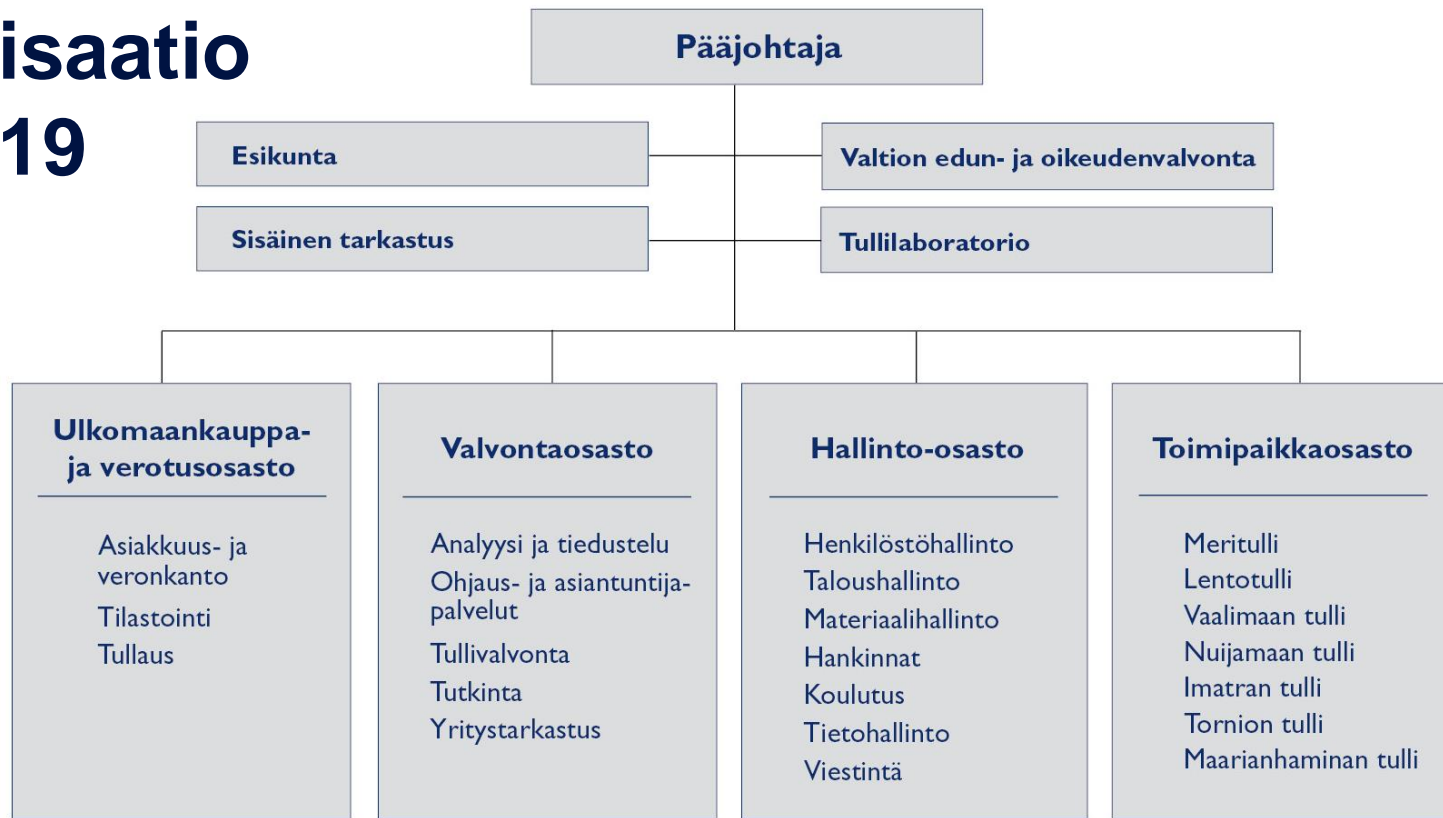 isaatio
19
Pääjohtaja
Esikunta
Valtion edun- ja oikeudenvalvonta
Sisäinen tarkastus
Tullilaboratorio
Ulkomaankauppa-
ja verotusosasto
Asiakkuus- ja
veronkanto
Tilastointi
Tullaus
Valvontaosasto
Analyysi ja tiedustelu
Ohjaus- ja asiantuntija-
palvelut
Tullivalvonta
Tutkinta
Yritystarkastus
Hallinto-osasto
Henkilöstöhallinto
Taloushallinto
Materiaalihallinto
Hankinnat
Koulutus
Tietohallinto
Viestintä
Toimipaikkaosasto
Meritulli
Lentotulli
Vaalimaan tulli
Nuijamaan tulli
Imatran tulli
Tornion tulli
Maarianhaminan tulli